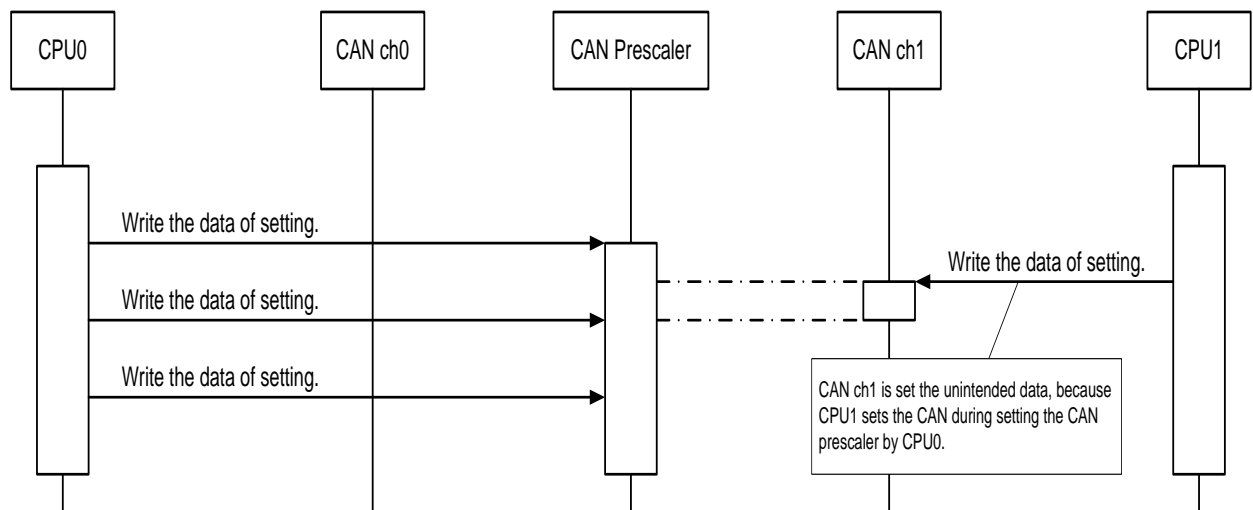 CPU0
CAN ch0
CAN Prescaler
CAN ch1
CPU1
Write the data of setting.
Write the data of setting.
Write the data of setting.
Write the data of setting.
CAN ch1 is set the unintended data, because
CPU1 sets the CAN during setting the CAN
prescaler by CPU0.